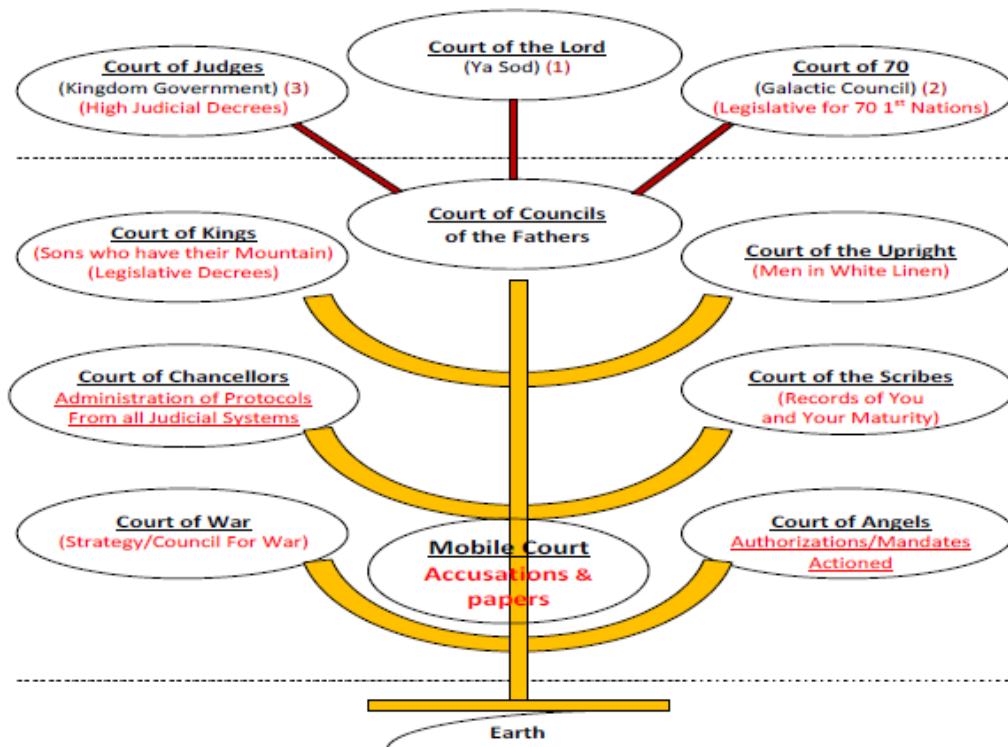 Court of the Lord
(Ya Sod) (1)
Court of Judges
(Kingdom Government) (3)
(High Judicial Decrees)
Court of 70
(Galactic Council) (2)
(Legislative for 70 1st Nations)
Court of Councils
of the Fathers
Court of Kings
(Sons who have their Mountain)
(Legislative Decrees)
Court of the Upright
(Men in White Linen)
Court of Chancellors
Administration of Protocols
From all Judicial Systems
Court of the Scribes
(Records of You
and Your Maturity)
Court of War
(Strategy/Council For War)
Mobile Court
Accusations &
papers
Court of Angels
Authorizations/Mandates
Actioned
Earth